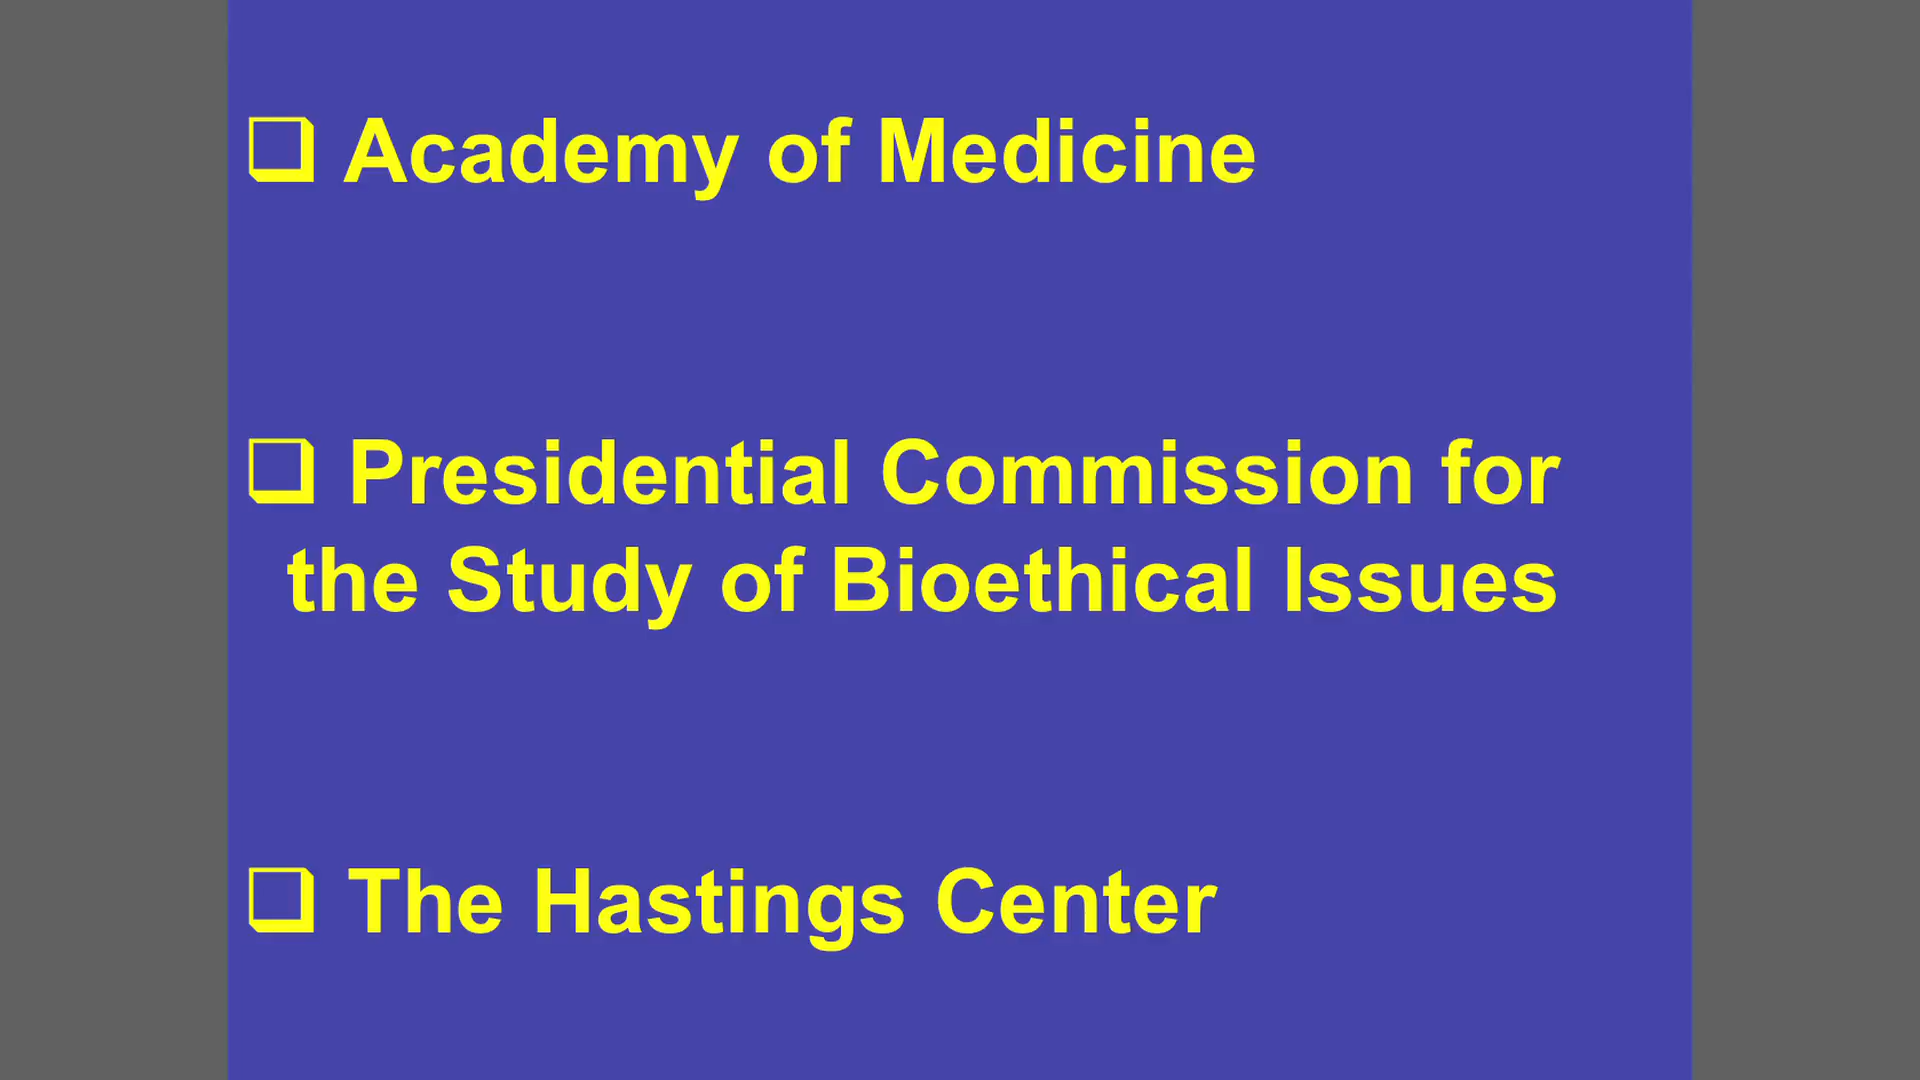 ❑ Academy of Medicine
❑ Presidential Commission for
the Study of Bioethical Issues
❑ The Hastings Center